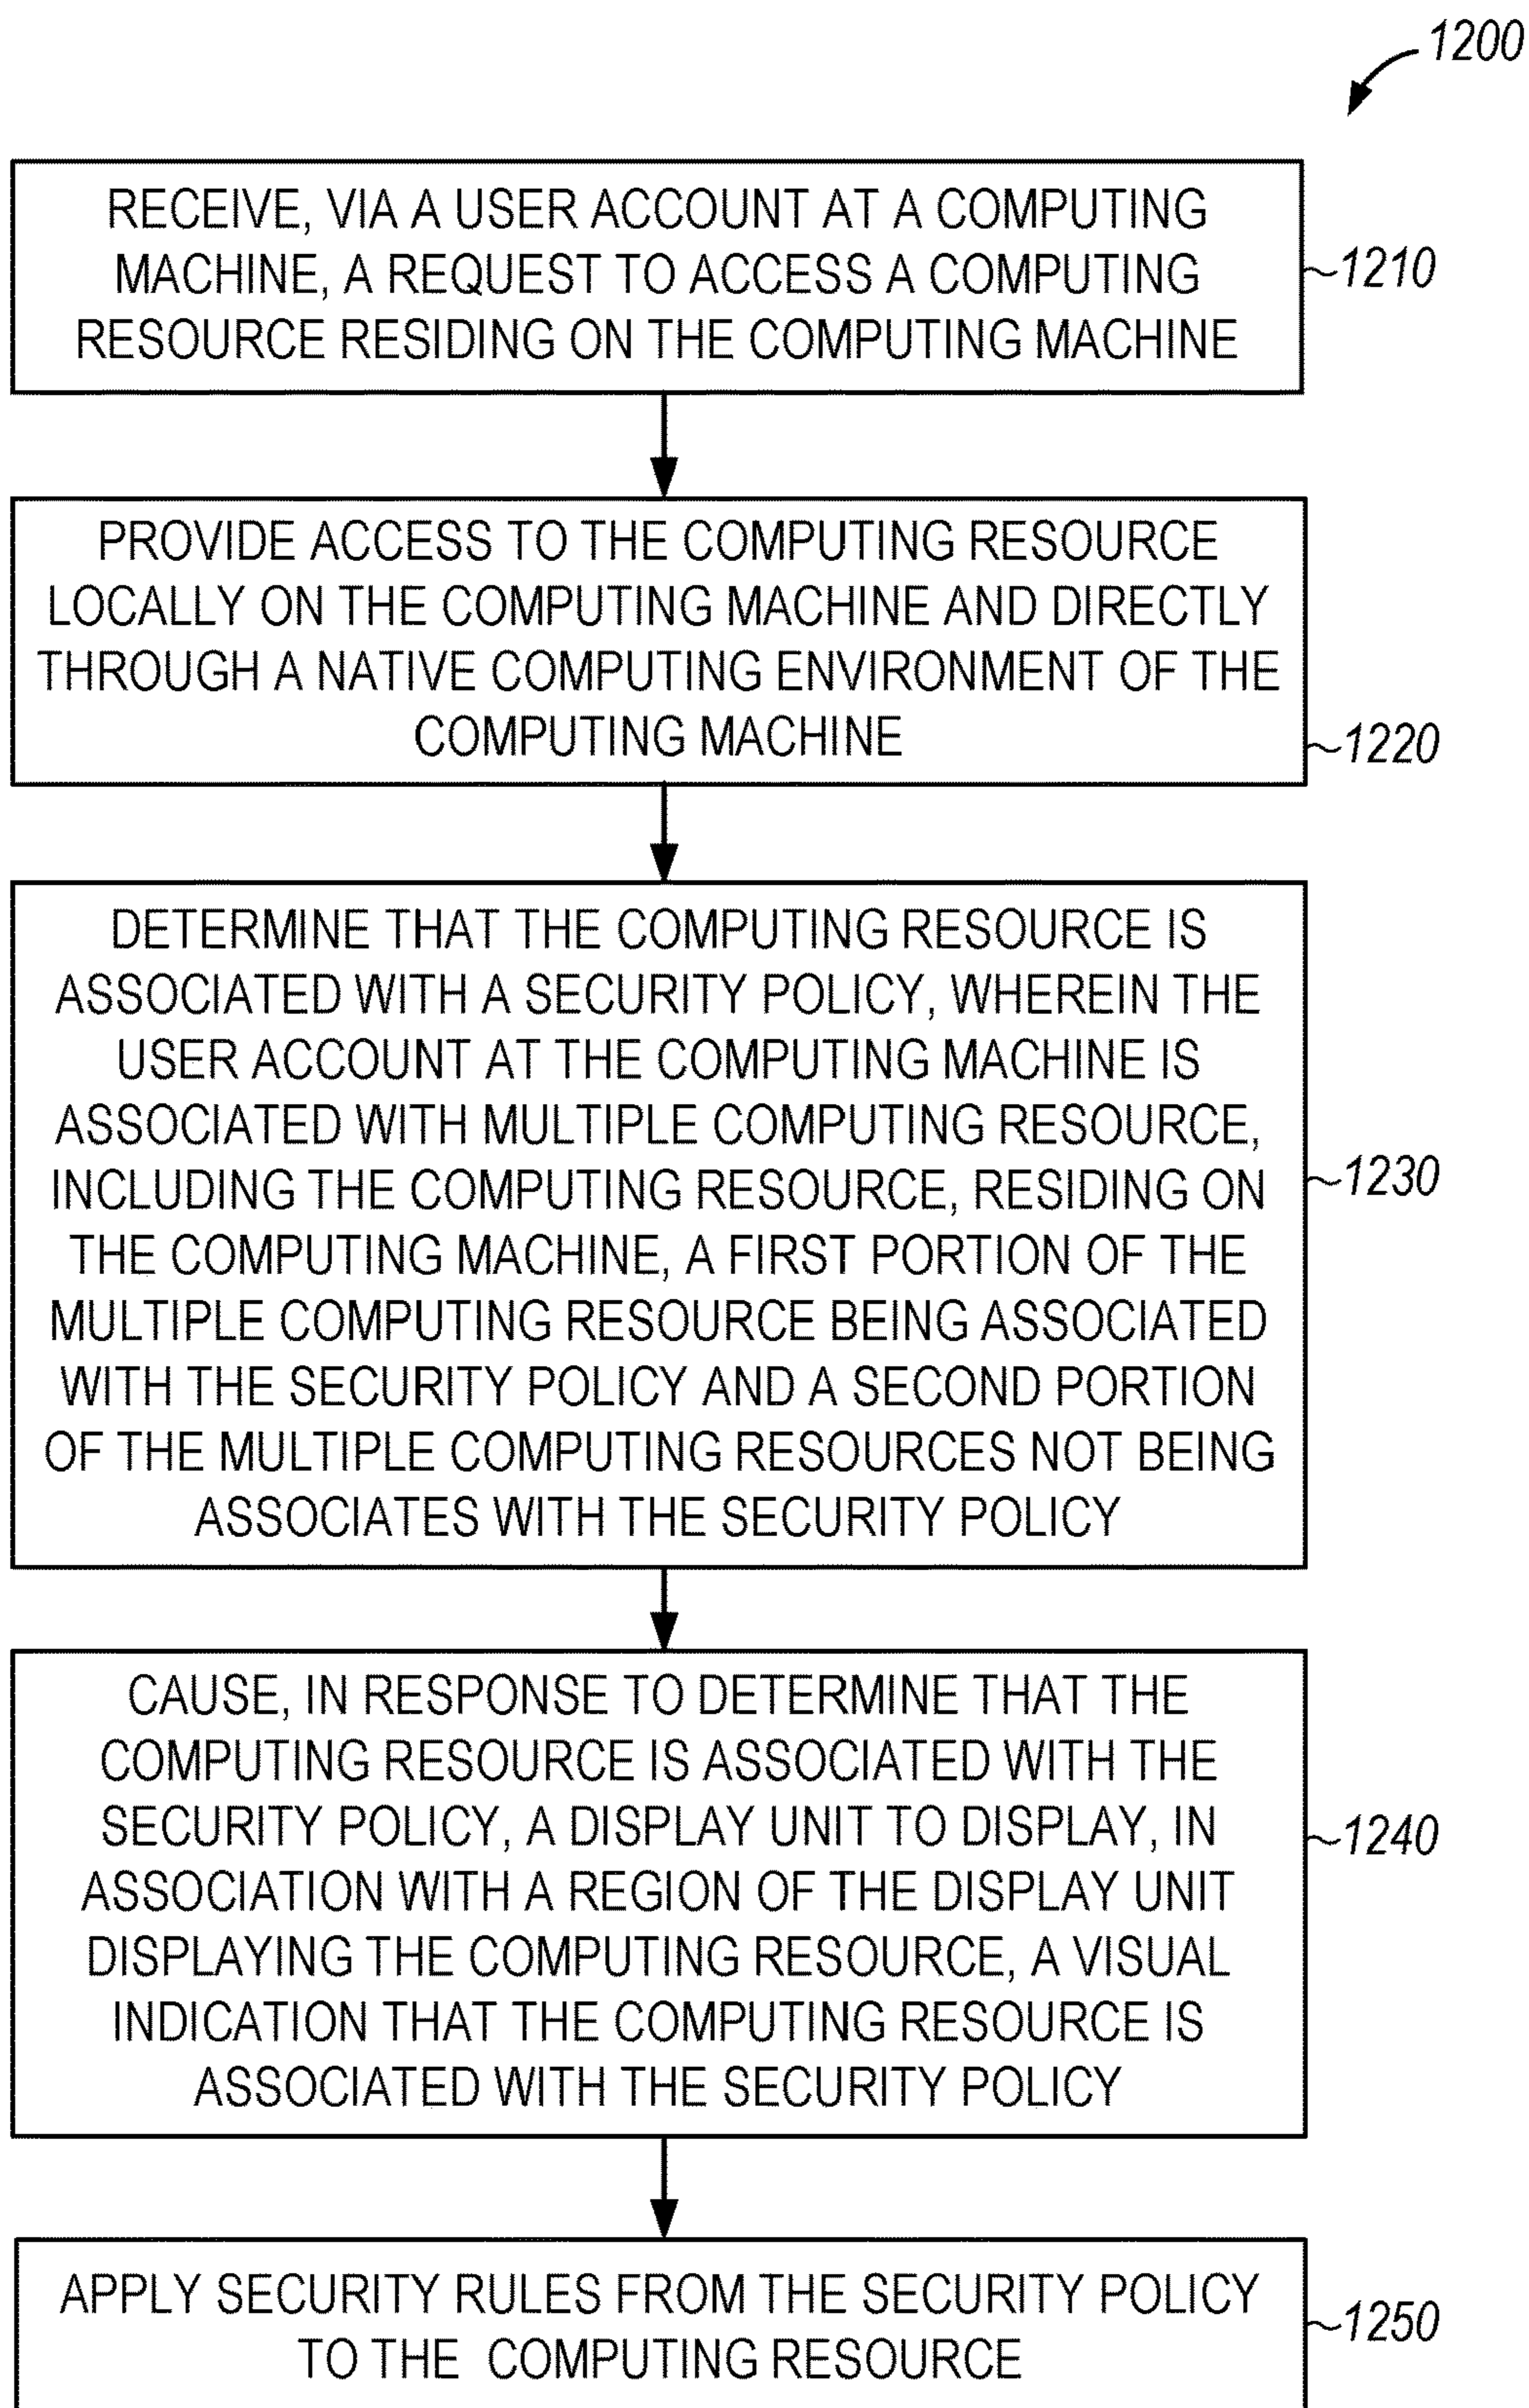 1200
RECEIVE, VIA A USER ACCOUNT AT A COMPUTING
MACHINE, A REQUEST TO ACCESS A COMPUTING
RESOURCE RESIDING ON THE COMPUTING MACHINE
1210
PROVIDE ACCESS TO THE COMPUTING RESOURCE
LOCALLY ON THE COMPUTING MACHINE AND DIRECTLY
THROUGH A NATIVE COMPUTING ENVIRONMENT OF THE
COMPUTING MACHINE
1220
DETERMINE THAT THE COMPUTING RESOURCE IS
ASSOCIATED WITH A SECURITY POLICY, WHEREIN THE
USER ACCOUNT AT THE COMPUTING MACHINE IS
ASSOCIATED WITH MULTIPLE COMPUTING RESOURCE,
INCLUDING THE COMPUTING RESOURCE, RESIDING ON
THE COMPUTING MACHINE, A FIRST PORTION OF THE
MULTIPLE COMPUTING RESOURCE BEING ASSOCIATED
WITH THE SECURITY POLICY AND A SECOND PORTION
OF THE MULTIPLE COMPUTING RESOURCES NOT BEING
ASSOCIATES WITH THE SECURITY POLICY
1230
CAUSE, IN RESPONSE TO DETERMINE THAT THE
COMPUTING RESOURCE IS ASSOCIATED WITH THE
SECURITY POLICY, A DISPLAY UNIT TO DISPLAY, IN
ASSOCIATION WITH A REGION OF THE DISPLAY UNIT
DISPLAYING THE COMPUTING RESOURCE, A VISUAL
INDICATION THAT THE COMPUTING RESOURCE IS
ASSOCIATED WITH THE SECURITY POLICY
1240
APPLY SECURITY RULES FROM THE SECURITY POLICY
TO THE COMPUTING RESOURCE
1250